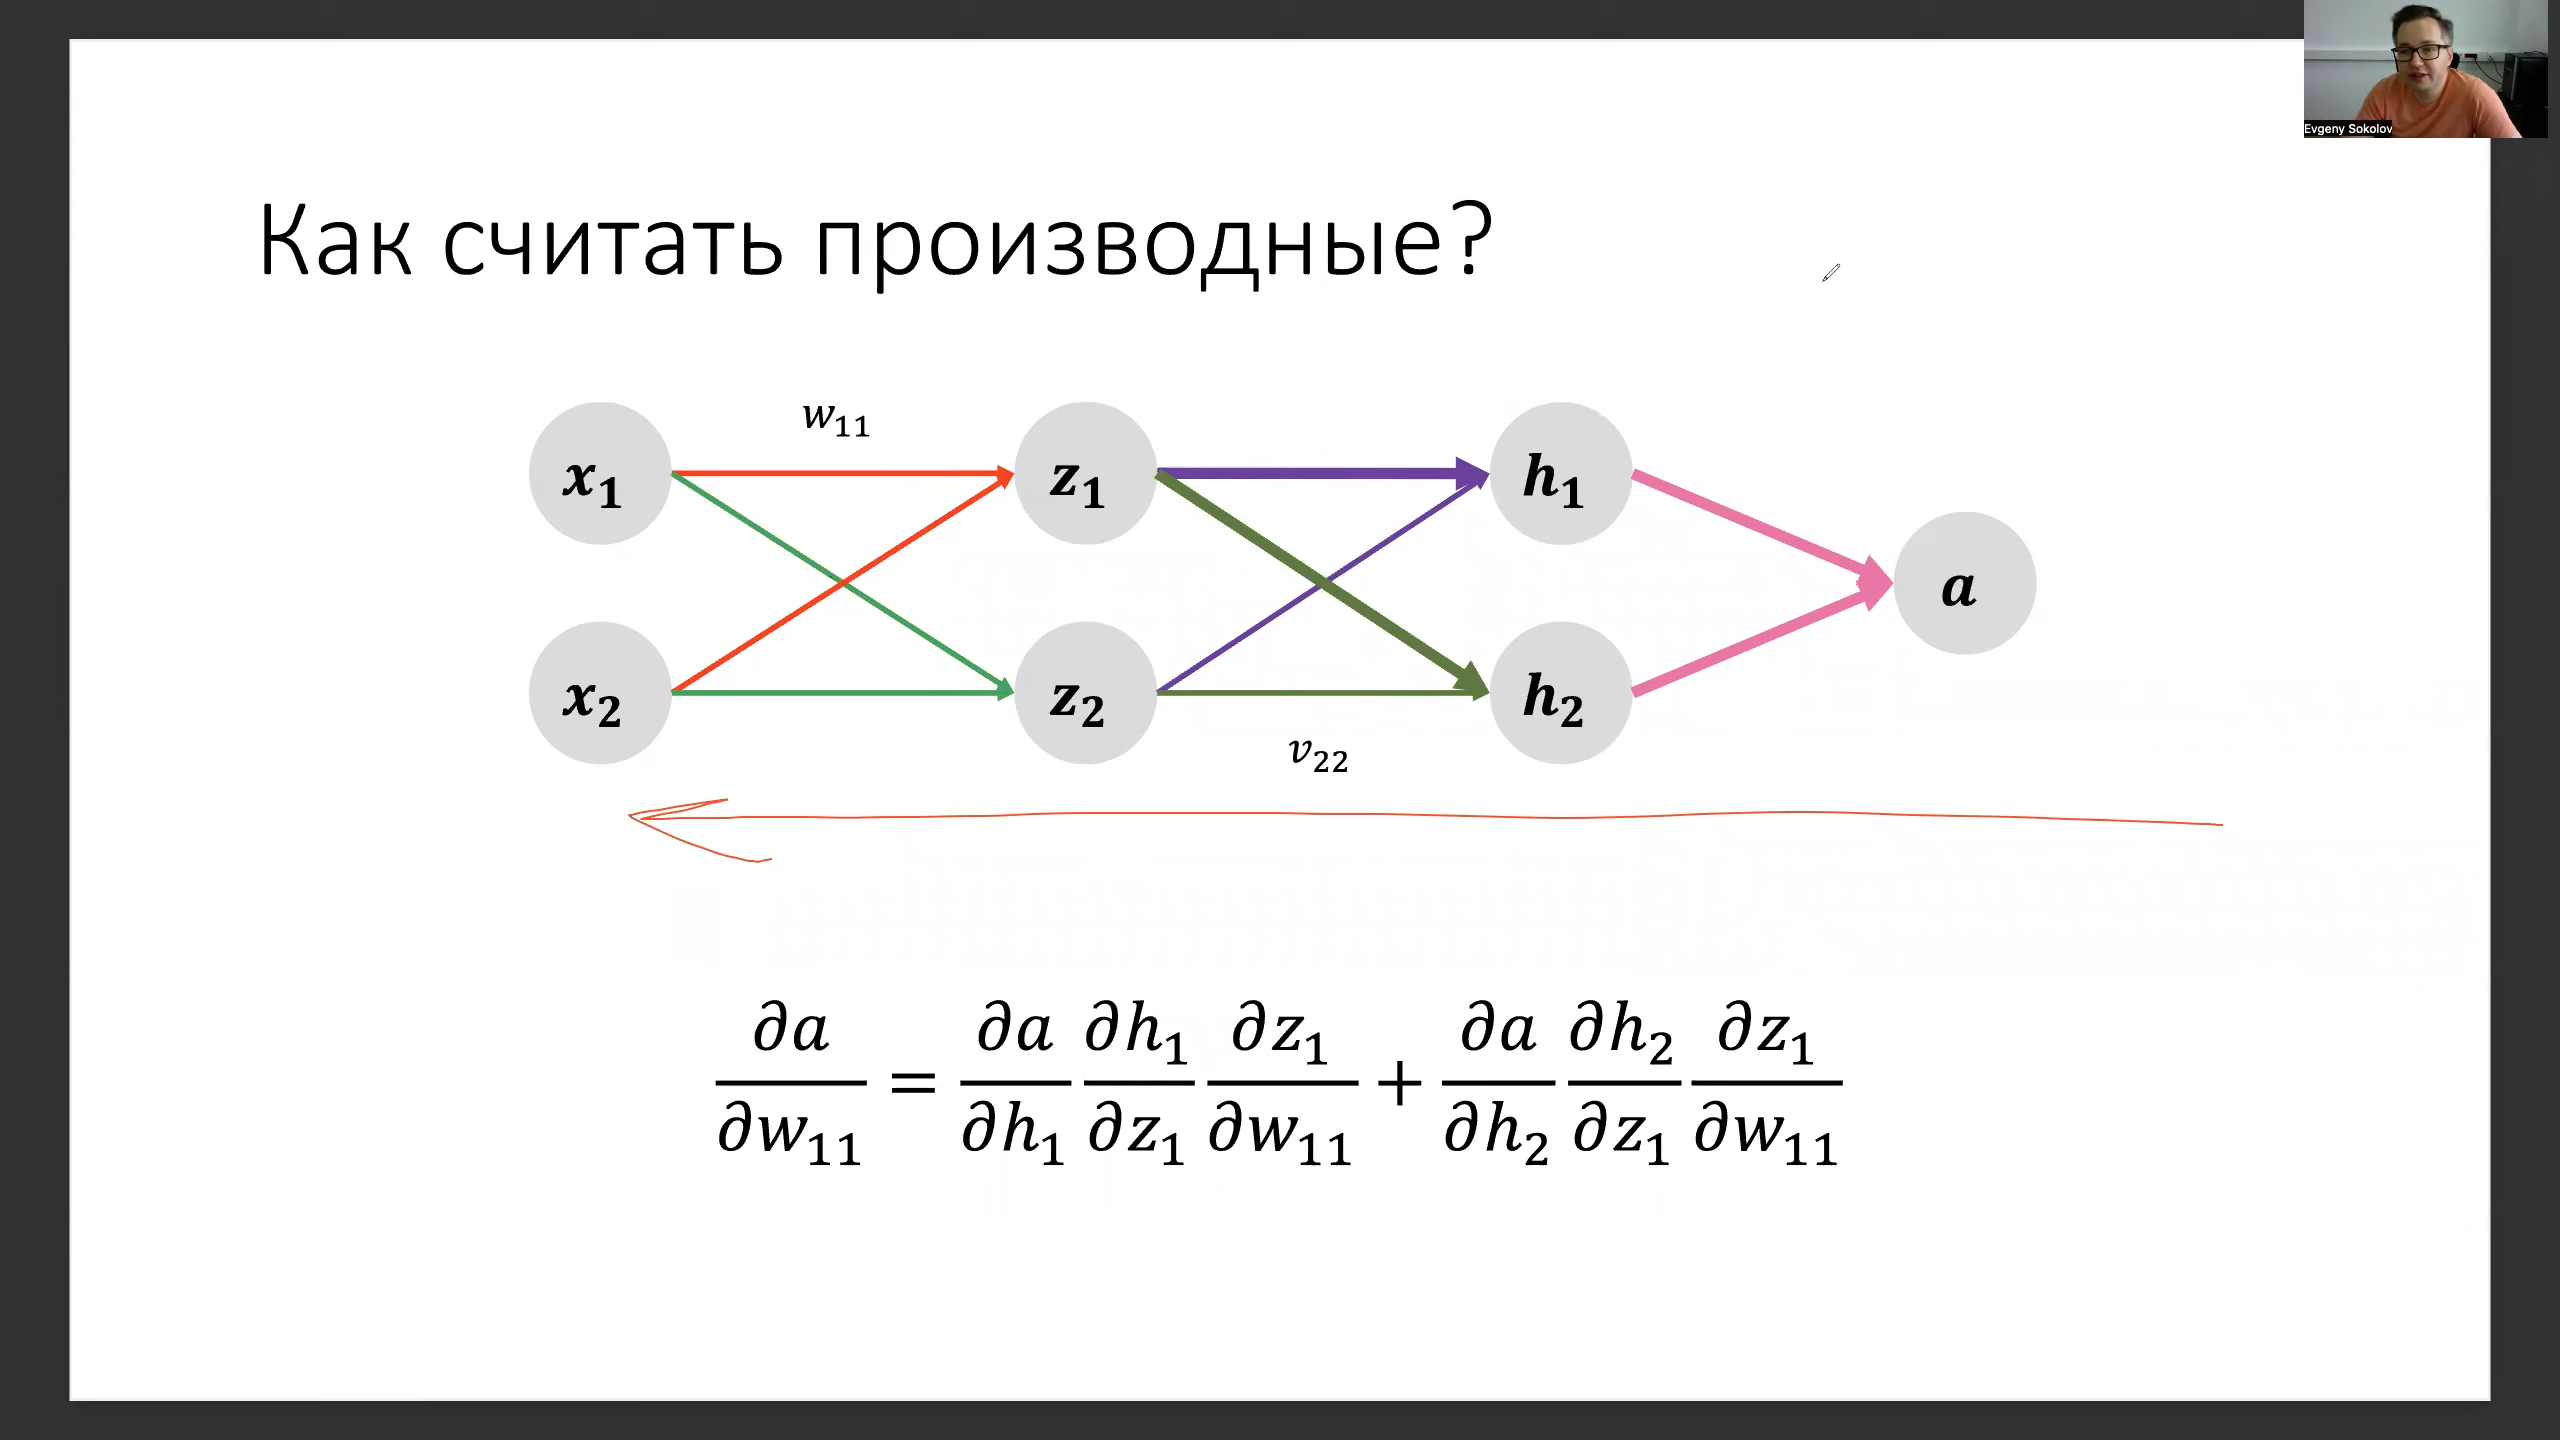 Evgeny Sokolov
Как считать производные?
w₁₁
x₁ z₁ h₁
a
x₂ z₂ h₂
v₂₂
∂a/∂w₁₁ = ∂a/∂h₁ ∂h₁/∂z₁ ∂z₁/∂w₁₁ + ∂a/∂h₂ ∂h₂/∂z₁ ∂z₁/∂w₁₁